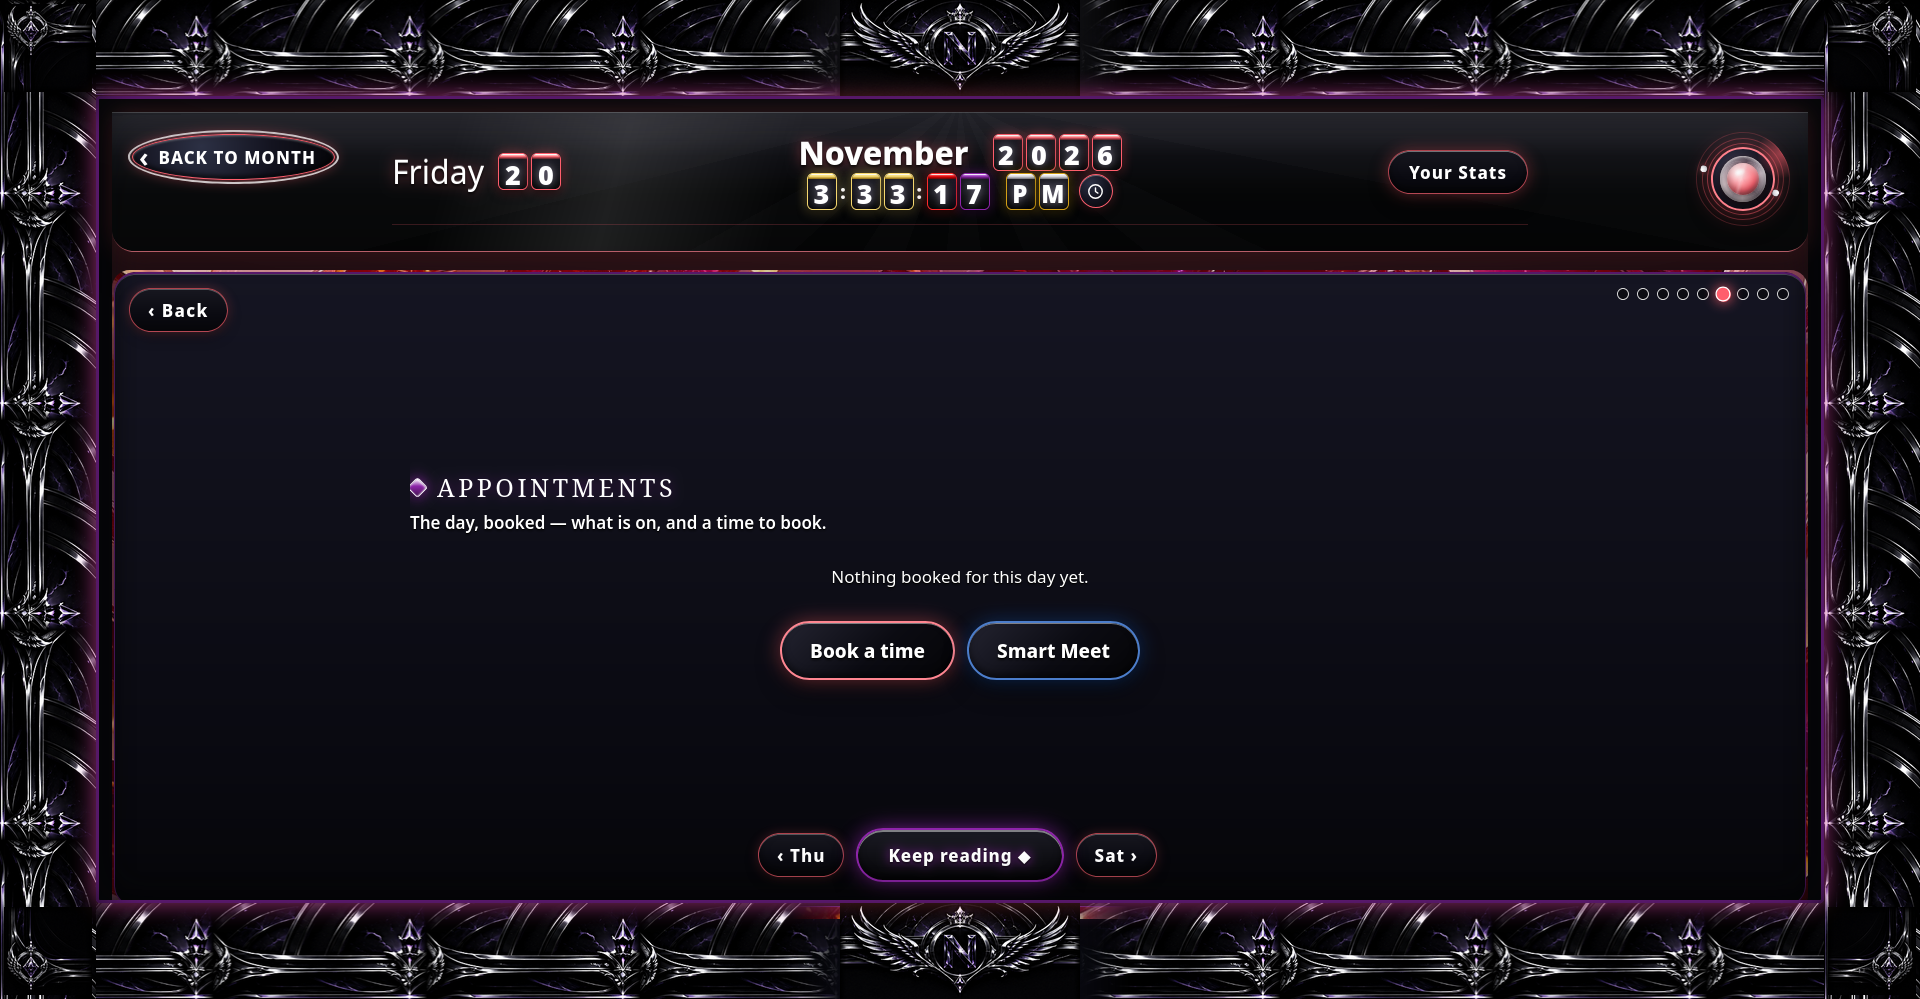 N
‹ BACK TO MONTH
Friday 20
November 2026
3:33:17 PM
Your Stats
‹ Back
APPOINTMENTS
The day, booked — what is on, and a time to book.
Nothing booked for this day yet.
Book a time
Smart Meet
‹ Thu
Keep reading ◆
Sat ›
N